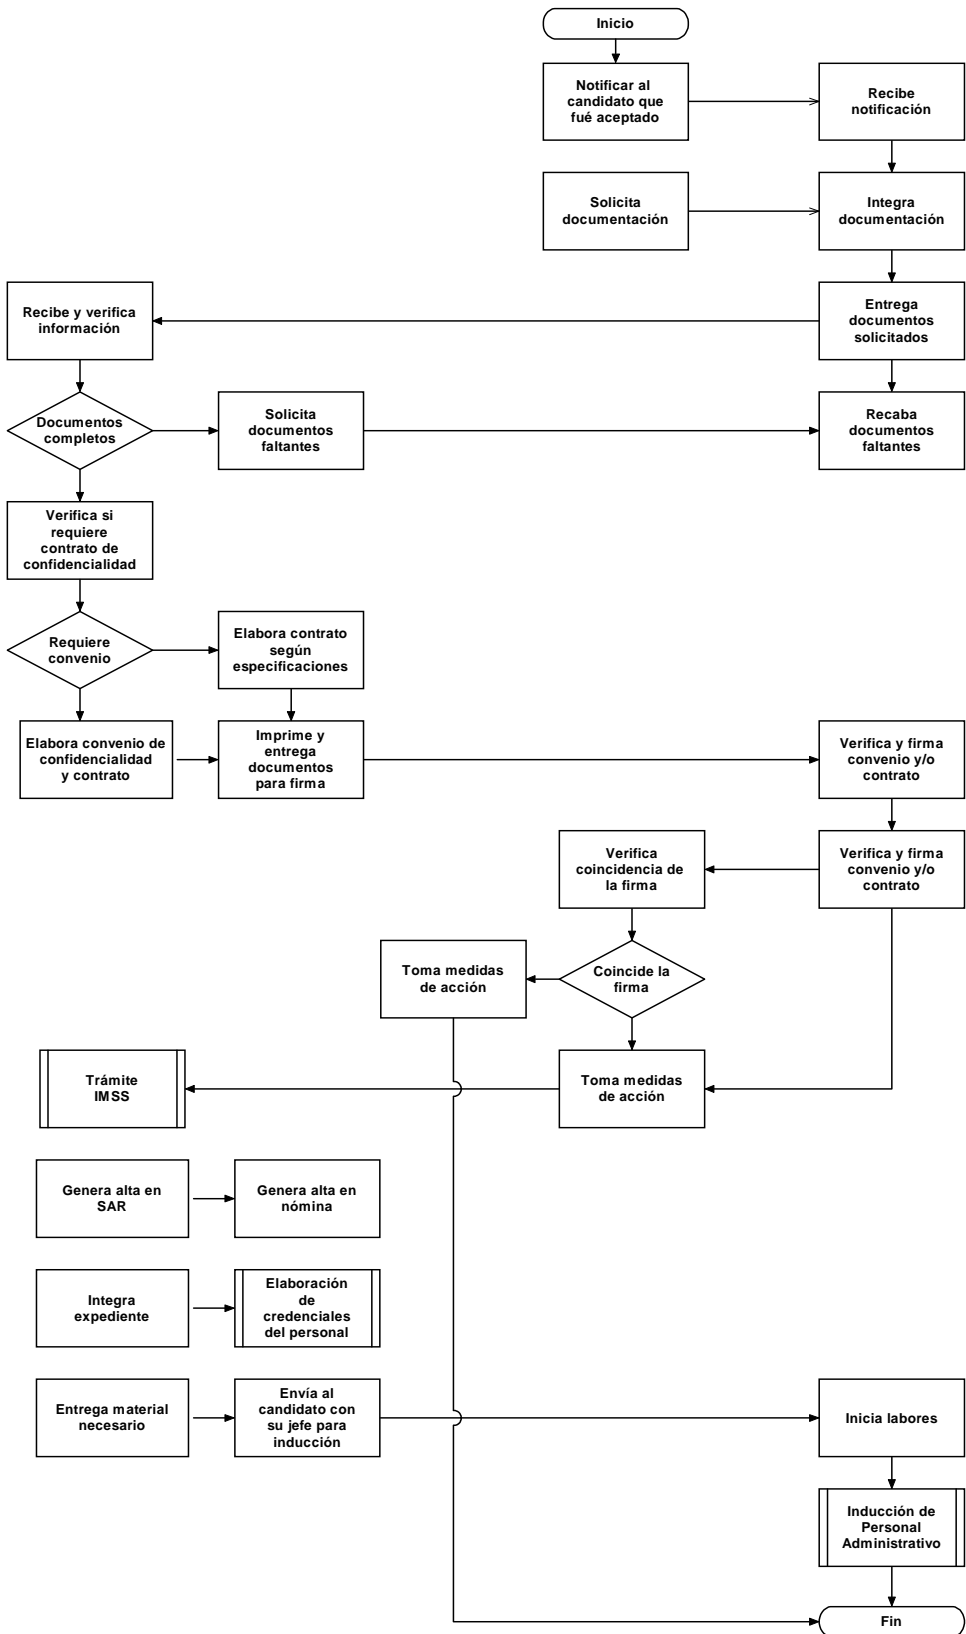 Inicio
Notificar al
candidato que
fué aceptado
Recibe
notificación
Solicita
documentación
Integra
documentación
Recibe y verifica
información
Entrega
documentos
solicitados
Documentos
completos
Solicita
documentos
faltantes
Recaba
documentos
faltantes
Verifica si
requiere
contrato de
confidencialidad
Requiere
convenio
Elabora contrato
según
especificaciones
Elabora convenio de
confidencialidad
y contrato
Imprime y
entrega
documentos
para firma
Verifica y firma
convenio y/o
contrato
Verifica
coincidencia de
la firma
Verifica y firma
convenio y/o
contrato
Toma medidas
de acción
Coincide la
firma
Trámite
IMSS
Toma medidas
de acción
Genera alta en
SAR
Genera alta en
nómina
Integra
expediente
Elaboración
de
credenciales
del personal
Entrega material
necesario
Envía al
candidato con
su jefe para
inducción
Inicia labores
Inducción de
Personal
Administrativo
Fin